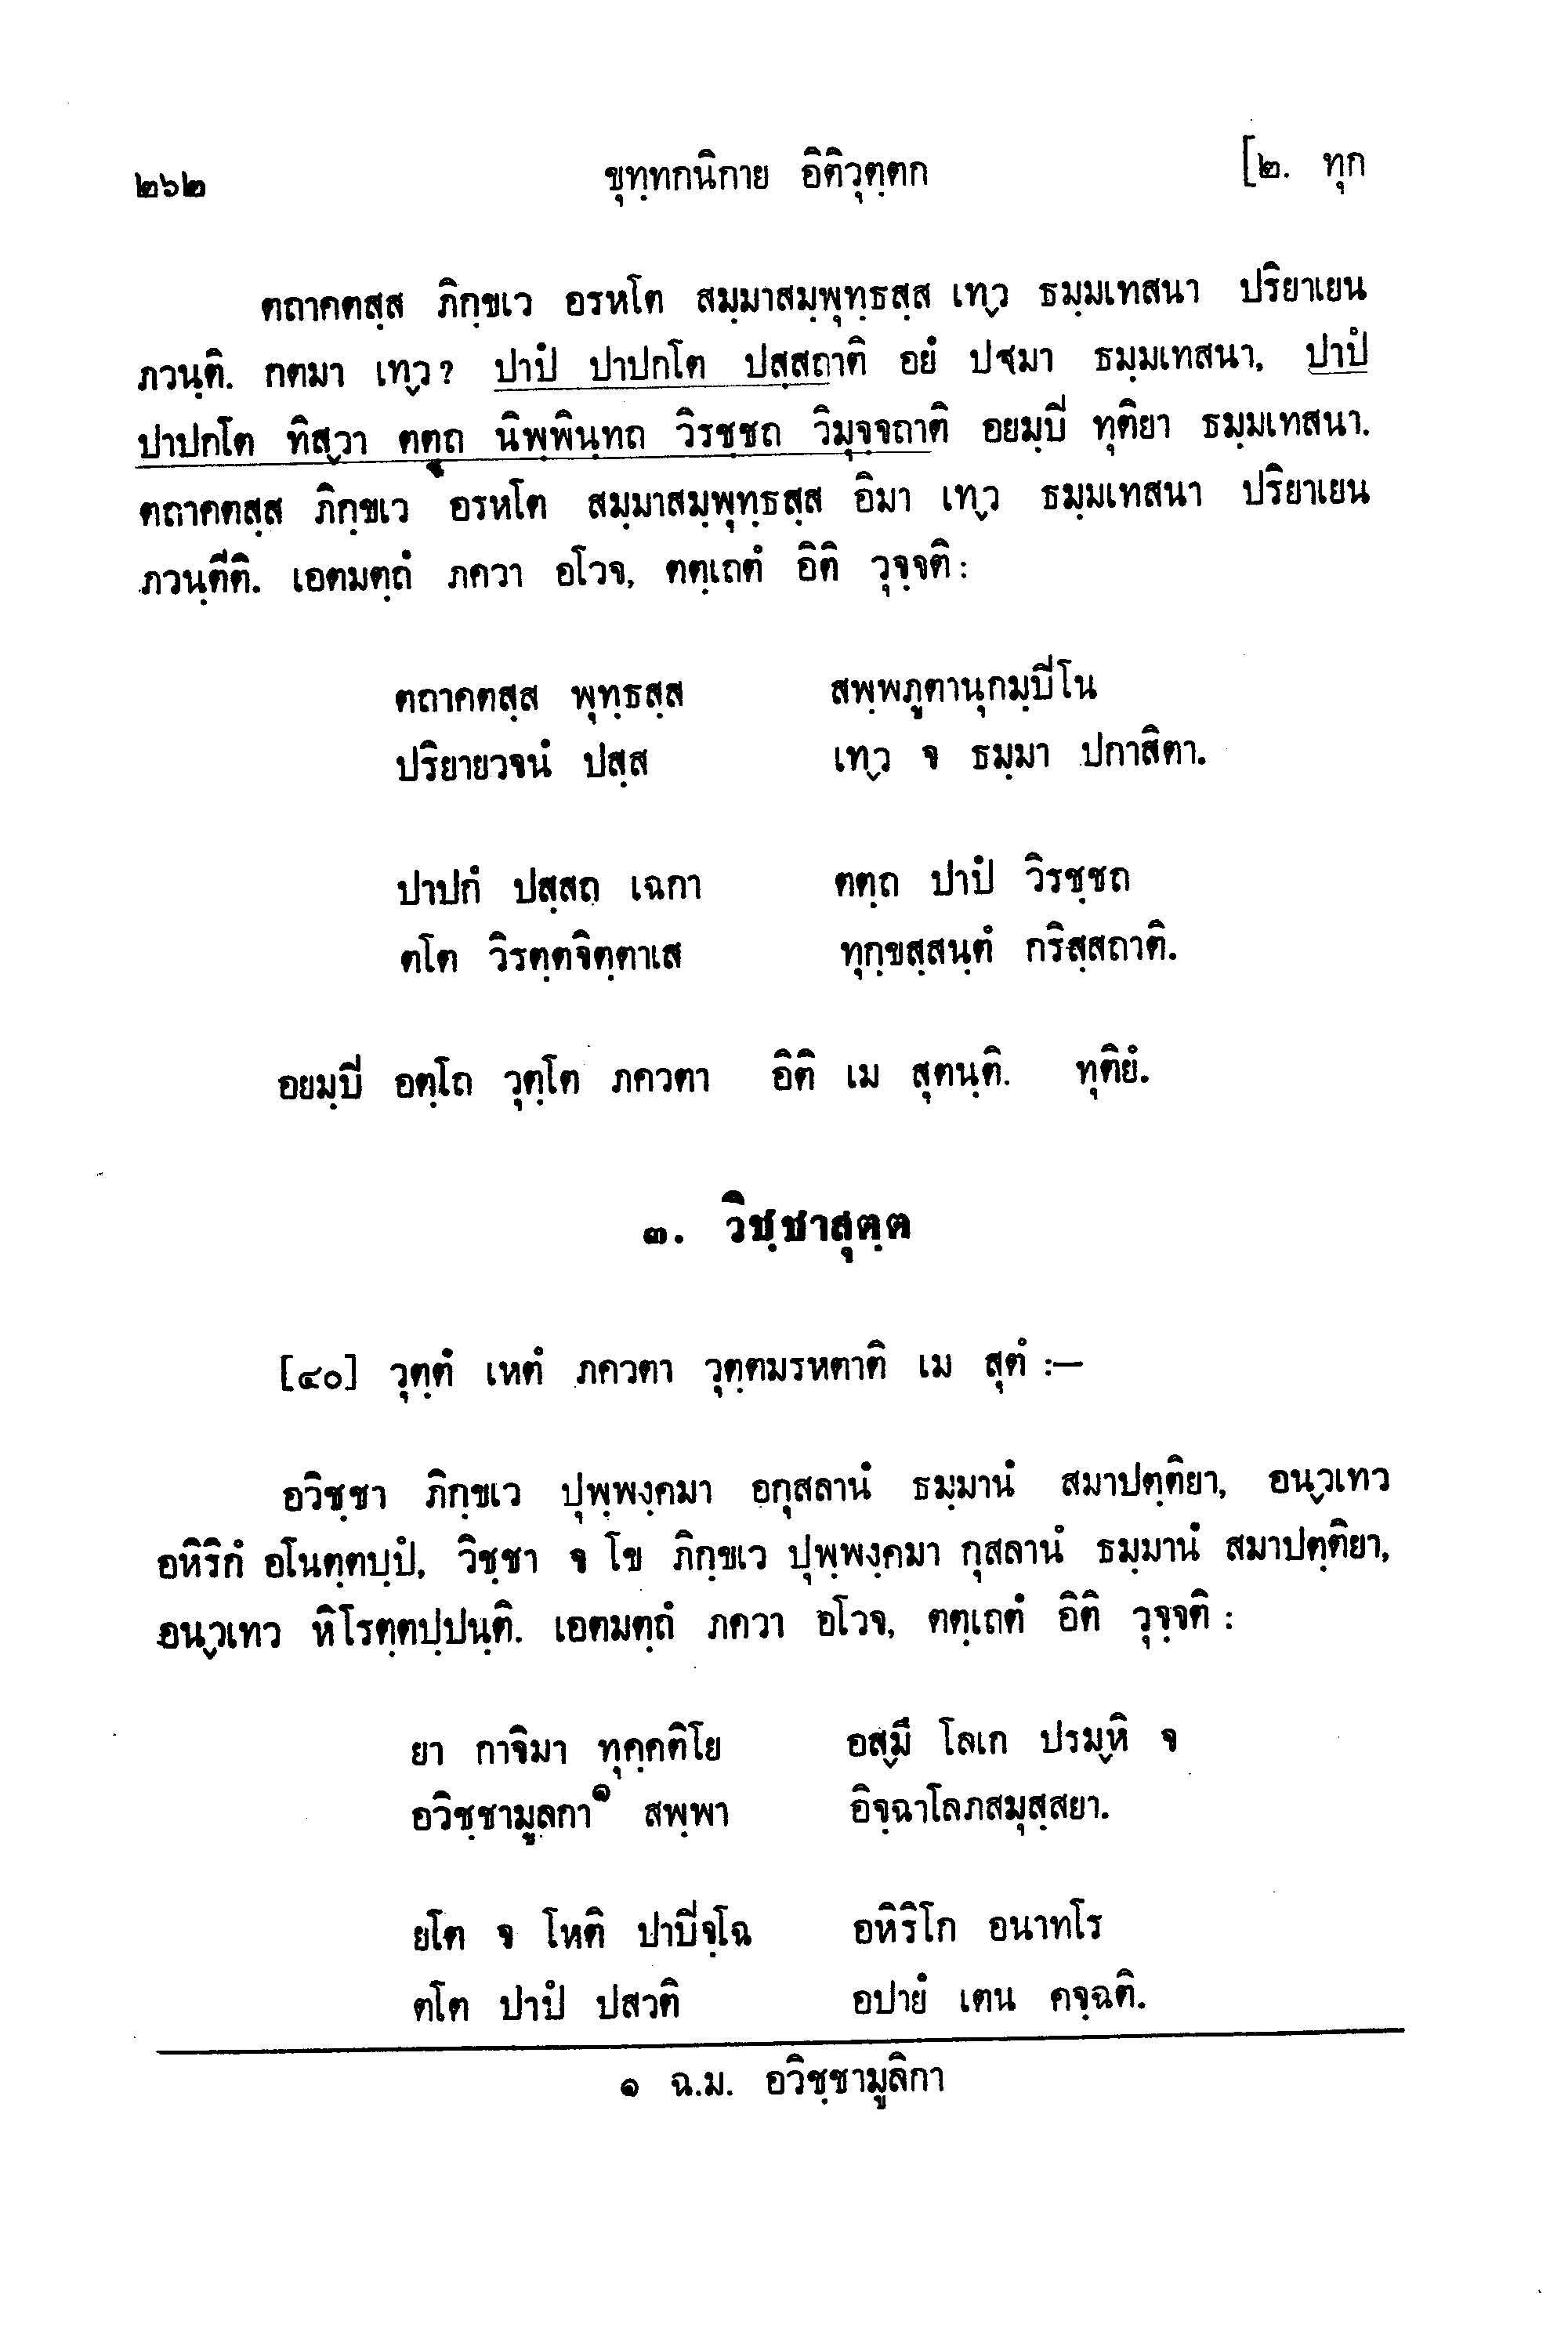 ๒๖๒ ขุทฺทกนิกาย อิติวุตฺตก [๒. ทุก
ตถาคตสฺส ภิกฺขเว อรหโต สมฺมาสมฺพุทฺธสฺส เทฺว ธมฺมเทสนา ปริยาเยน
ภวนฺติ. กตมา เทฺว? ปาปํ ปาปกโต ปสฺสถาติ อยํ ปฐมา ธมฺมเทสนา, ปาปํ
ปาปกโต ทิสฺวา ตตฺถ นิพฺพินฺทถ วิรชฺชถ วิมุจฺจถาติ อยมฺปิ ทุติยา ธมฺมเทสนา.
ตถาคตสฺส ภิกฺขเว อรหโต สมฺมาสมฺพุทฺธสฺส อิมา เทฺว ธมฺมเทสนา ปริยาเยน
ภวนฺตีติ. เอตมตฺถํ ภควา อโวจ, ตตฺเถตํ อิติ วุจฺจติ :
ตถาคตสฺส พุทฺธสฺส สพฺพภูตานุกมฺปิโน
ปริยายวจนํ ปสฺส เทฺว จ ธมฺมา ปกาสิตา.
ปาปกํ ปสฺสถ เฉกา ตตฺถ ปาปํ วิรชฺชถ
ตโต วิรตฺตจิตฺตาเส ทุกฺขสฺสนฺตํ กริสฺสถาติ.
อยมฺปิ อตฺโถ วุตฺโต ภควตา อิติ เม สุตนฺติ. ทุติยํ.
๓. วิชฺชาสุตฺต
[๔๐] วุตฺตํ เหตํ ภควตา วุตฺตมรหตาติ เม สุตํ :—
อวิชฺชา ภิกฺขเว ปุพฺพงฺคมา อกุสลานํ ธมฺมานํ สมาปตฺติยา, อนฺวเทว
อหิริกํ อโนตฺตปฺปํ, วิชฺชา จ โข ภิกฺขเว ปุพฺพงฺคมา กุสลานํ ธมฺมานํ สมาปตฺติยา,
อนฺวเทว หิโรตฺตปฺปนฺติ. เอตมตฺถํ ภควา อโวจ, ตตฺเถตํ อิติ วุจฺจติ :
ยา กาจิมา ทุคฺคติโย อสฺมึ โลเก ปรมฺหิ จ
อวิชฺชามูลกา๑ สพฺพา อิจฺฉาโลภสมุสฺสยา.
ยโต จ โหติ ปาปิจฺโฉ อหิริโก อนาทโร
ตโต ปาปํ ปสวติ อปายํ เตน คจฺฉติ.
๑ ฉ.ม. อวิชฺชามูลิกา